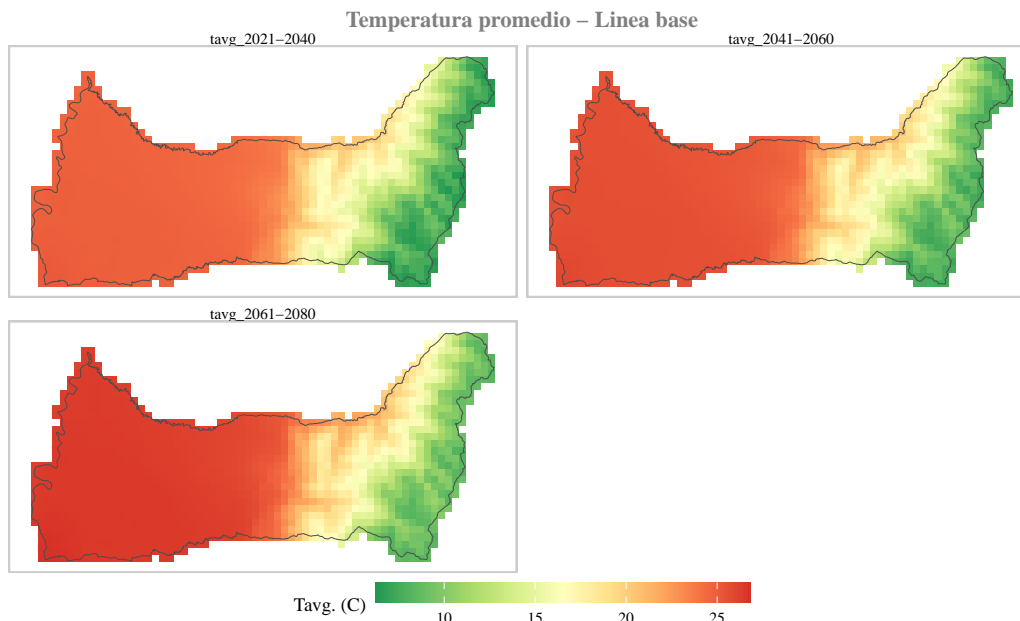 Temperatura promedio – Linea base
tavg_2021–2040
tavg_2041–2060
tavg_2061–2080
Tavg. (C)
10
15
20
25